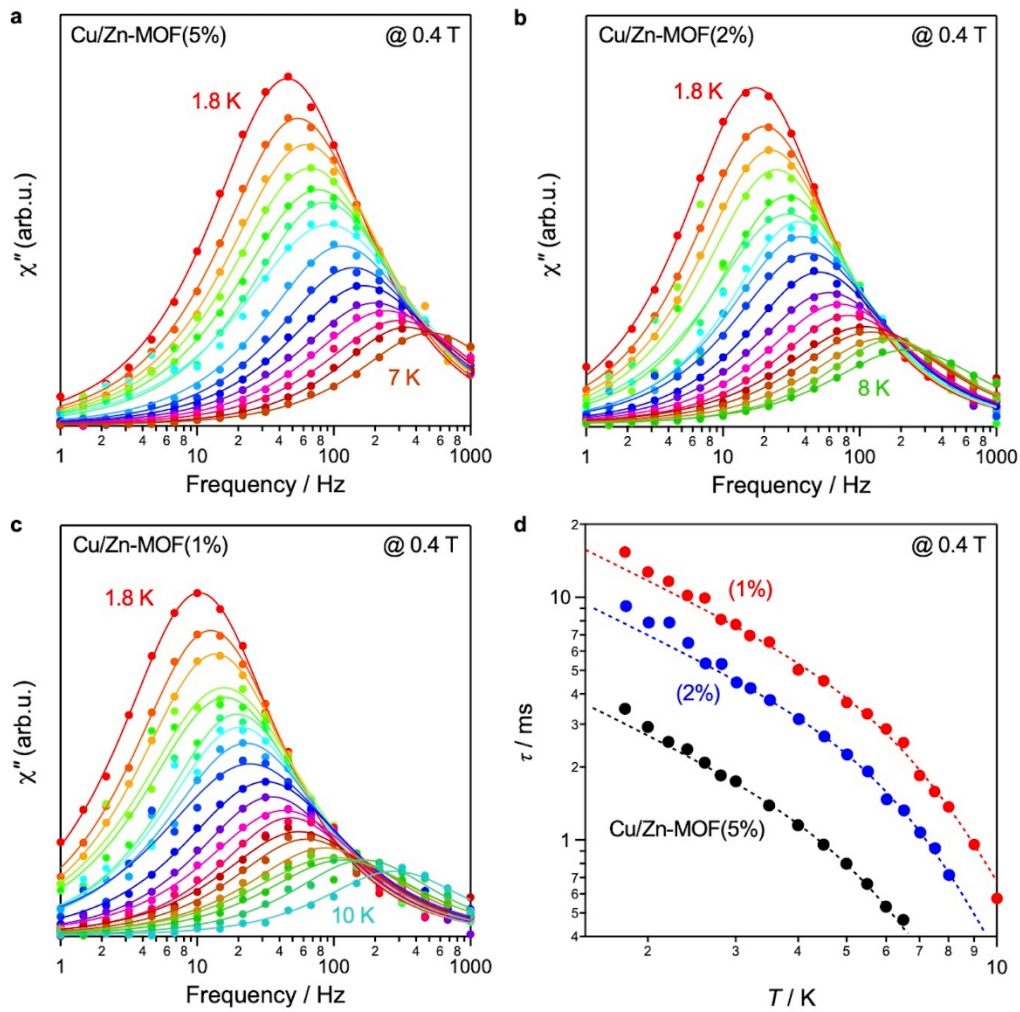 a
Cu/Zn-MOF(5%) @ 0.4 T
1.8 K
7 K
χ″ (arb.u.)
1 2 4 6 8 10 2 4 6 8 100 2 4 6 8 1000
Frequency / Hz
b
Cu/Zn-MOF(2%) @ 0.4 T
1.8 K
8 K
χ″ (arb.u.)
1 2 4 6 8 10 2 4 6 8 100 2 4 6 8 1000
Frequency / Hz
c
Cu/Zn-MOF(1%) @ 0.4 T
1.8 K
10 K
χ″ (arb.u.)
1 2 4 6 8 10 2 4 6 8 100 2 4 6 8 1000
Frequency / Hz
d
@ 0.4 T
(1%)
(2%)
Cu/Zn-MOF(5%)
τ / ms
2
10
7
6
5
4
3
2
1
7
6
5
4
2 3 4 5 6 7 8 9 10
T / K